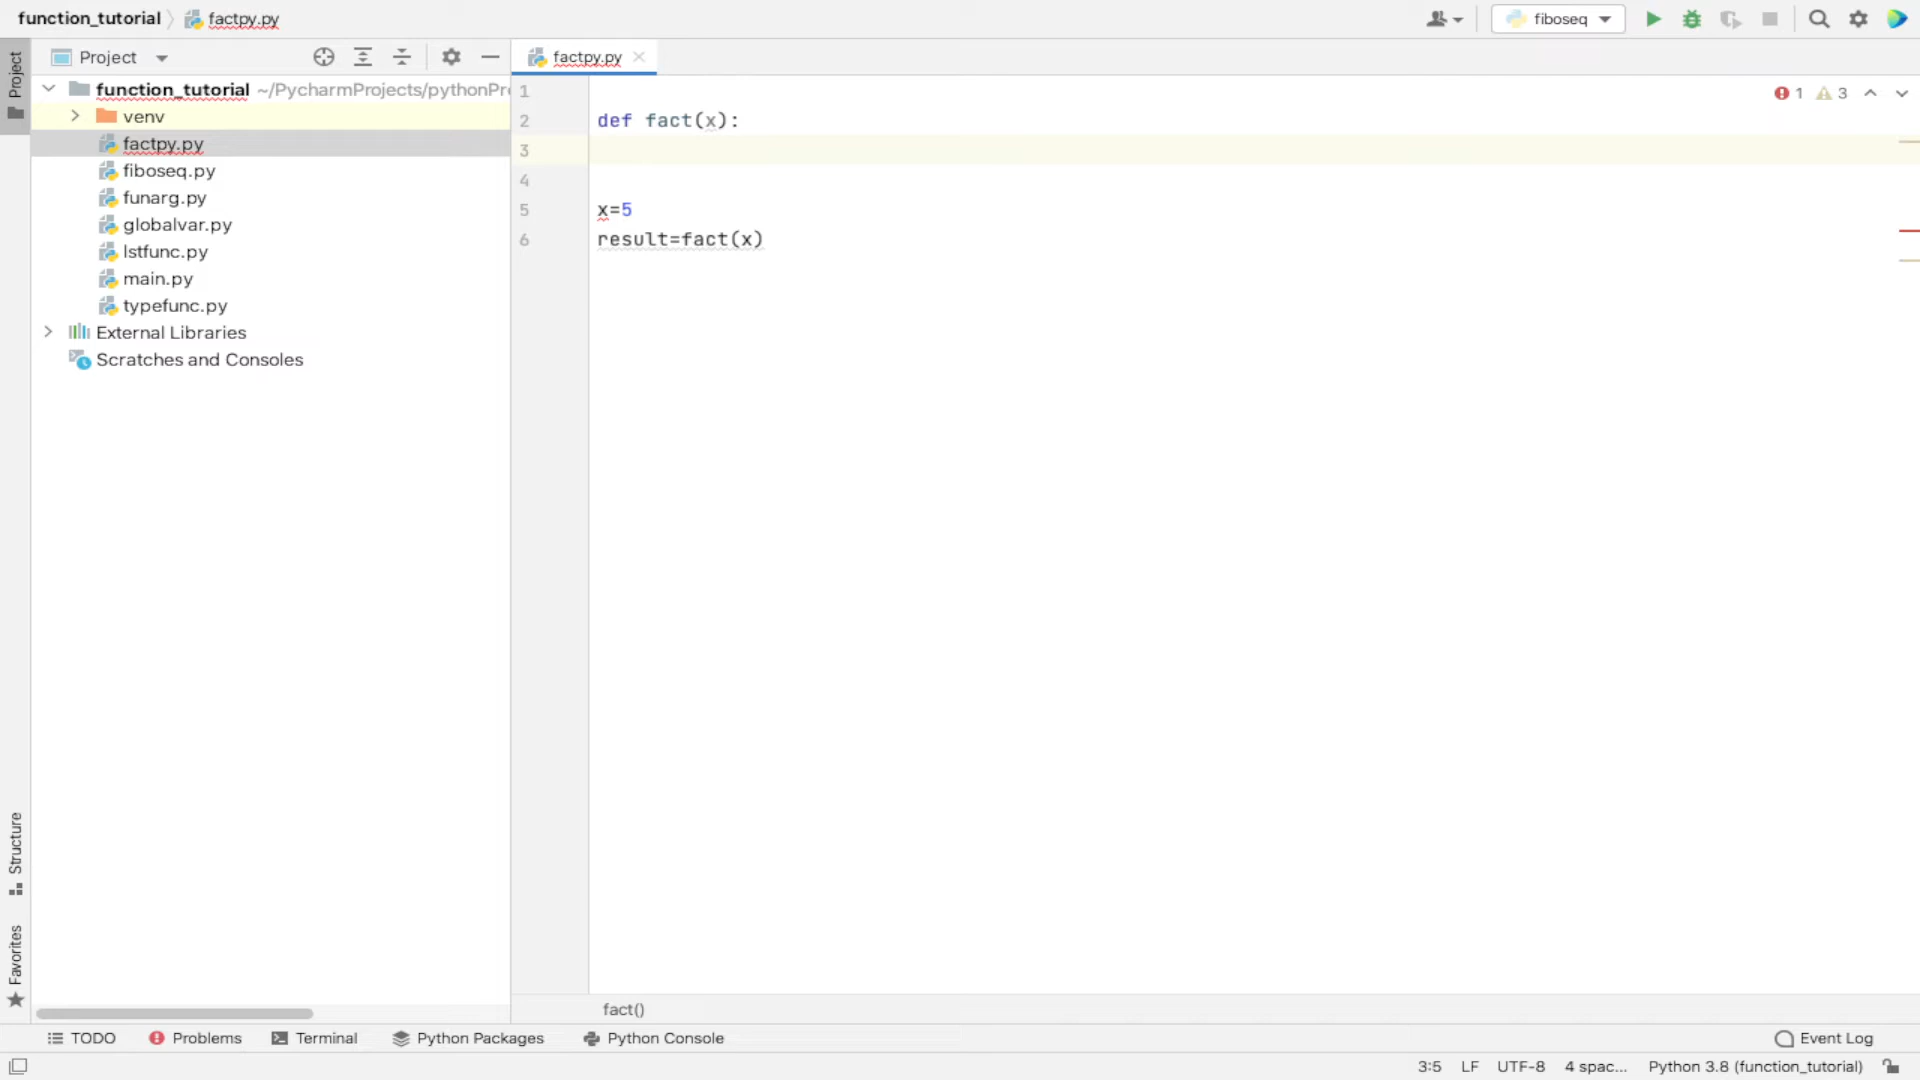 function_tutorial factpy.py
fiboseq
Project
factpy.py
Project
function_tutorial ~/PycharmProjects/pythonPr
venv
factpy.py
fiboseq.py
funarg.py
globalvar.py
lstfunc.py
main.py
typefunc.py
External Libraries
Scratches and Consoles
1
2 def fact(x):
3
4
5 x=5
6 result=fact(x)
1 3
Structure
Favorites
fact()
TODO Problems Terminal Python Packages Python Console Event Log
3:5 LF UTF-8 4 spac... Python 3.8 (function_tutorial)